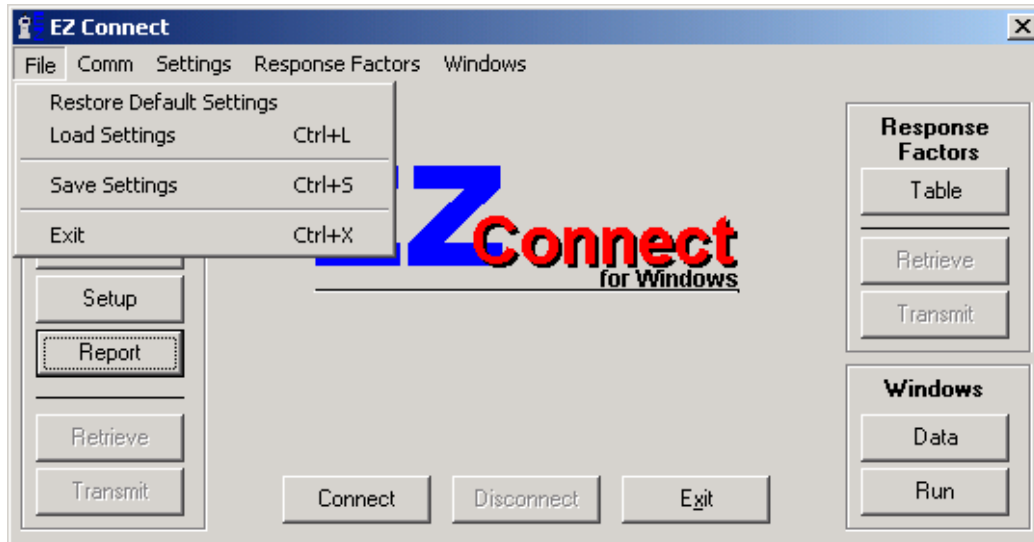 EZ Connect
File Comm Settings Response Factors Windows
Restore Default Settings
Load Settings Ctrl+L
Save Settings Ctrl+S
Exit Ctrl+X
Setup
Report
Retrieve
Transmit
EZ
Connect
for Windows
Connect Disconnect Exit
Response
Factors
Table
Retrieve
Transmit
Windows
Data
Run